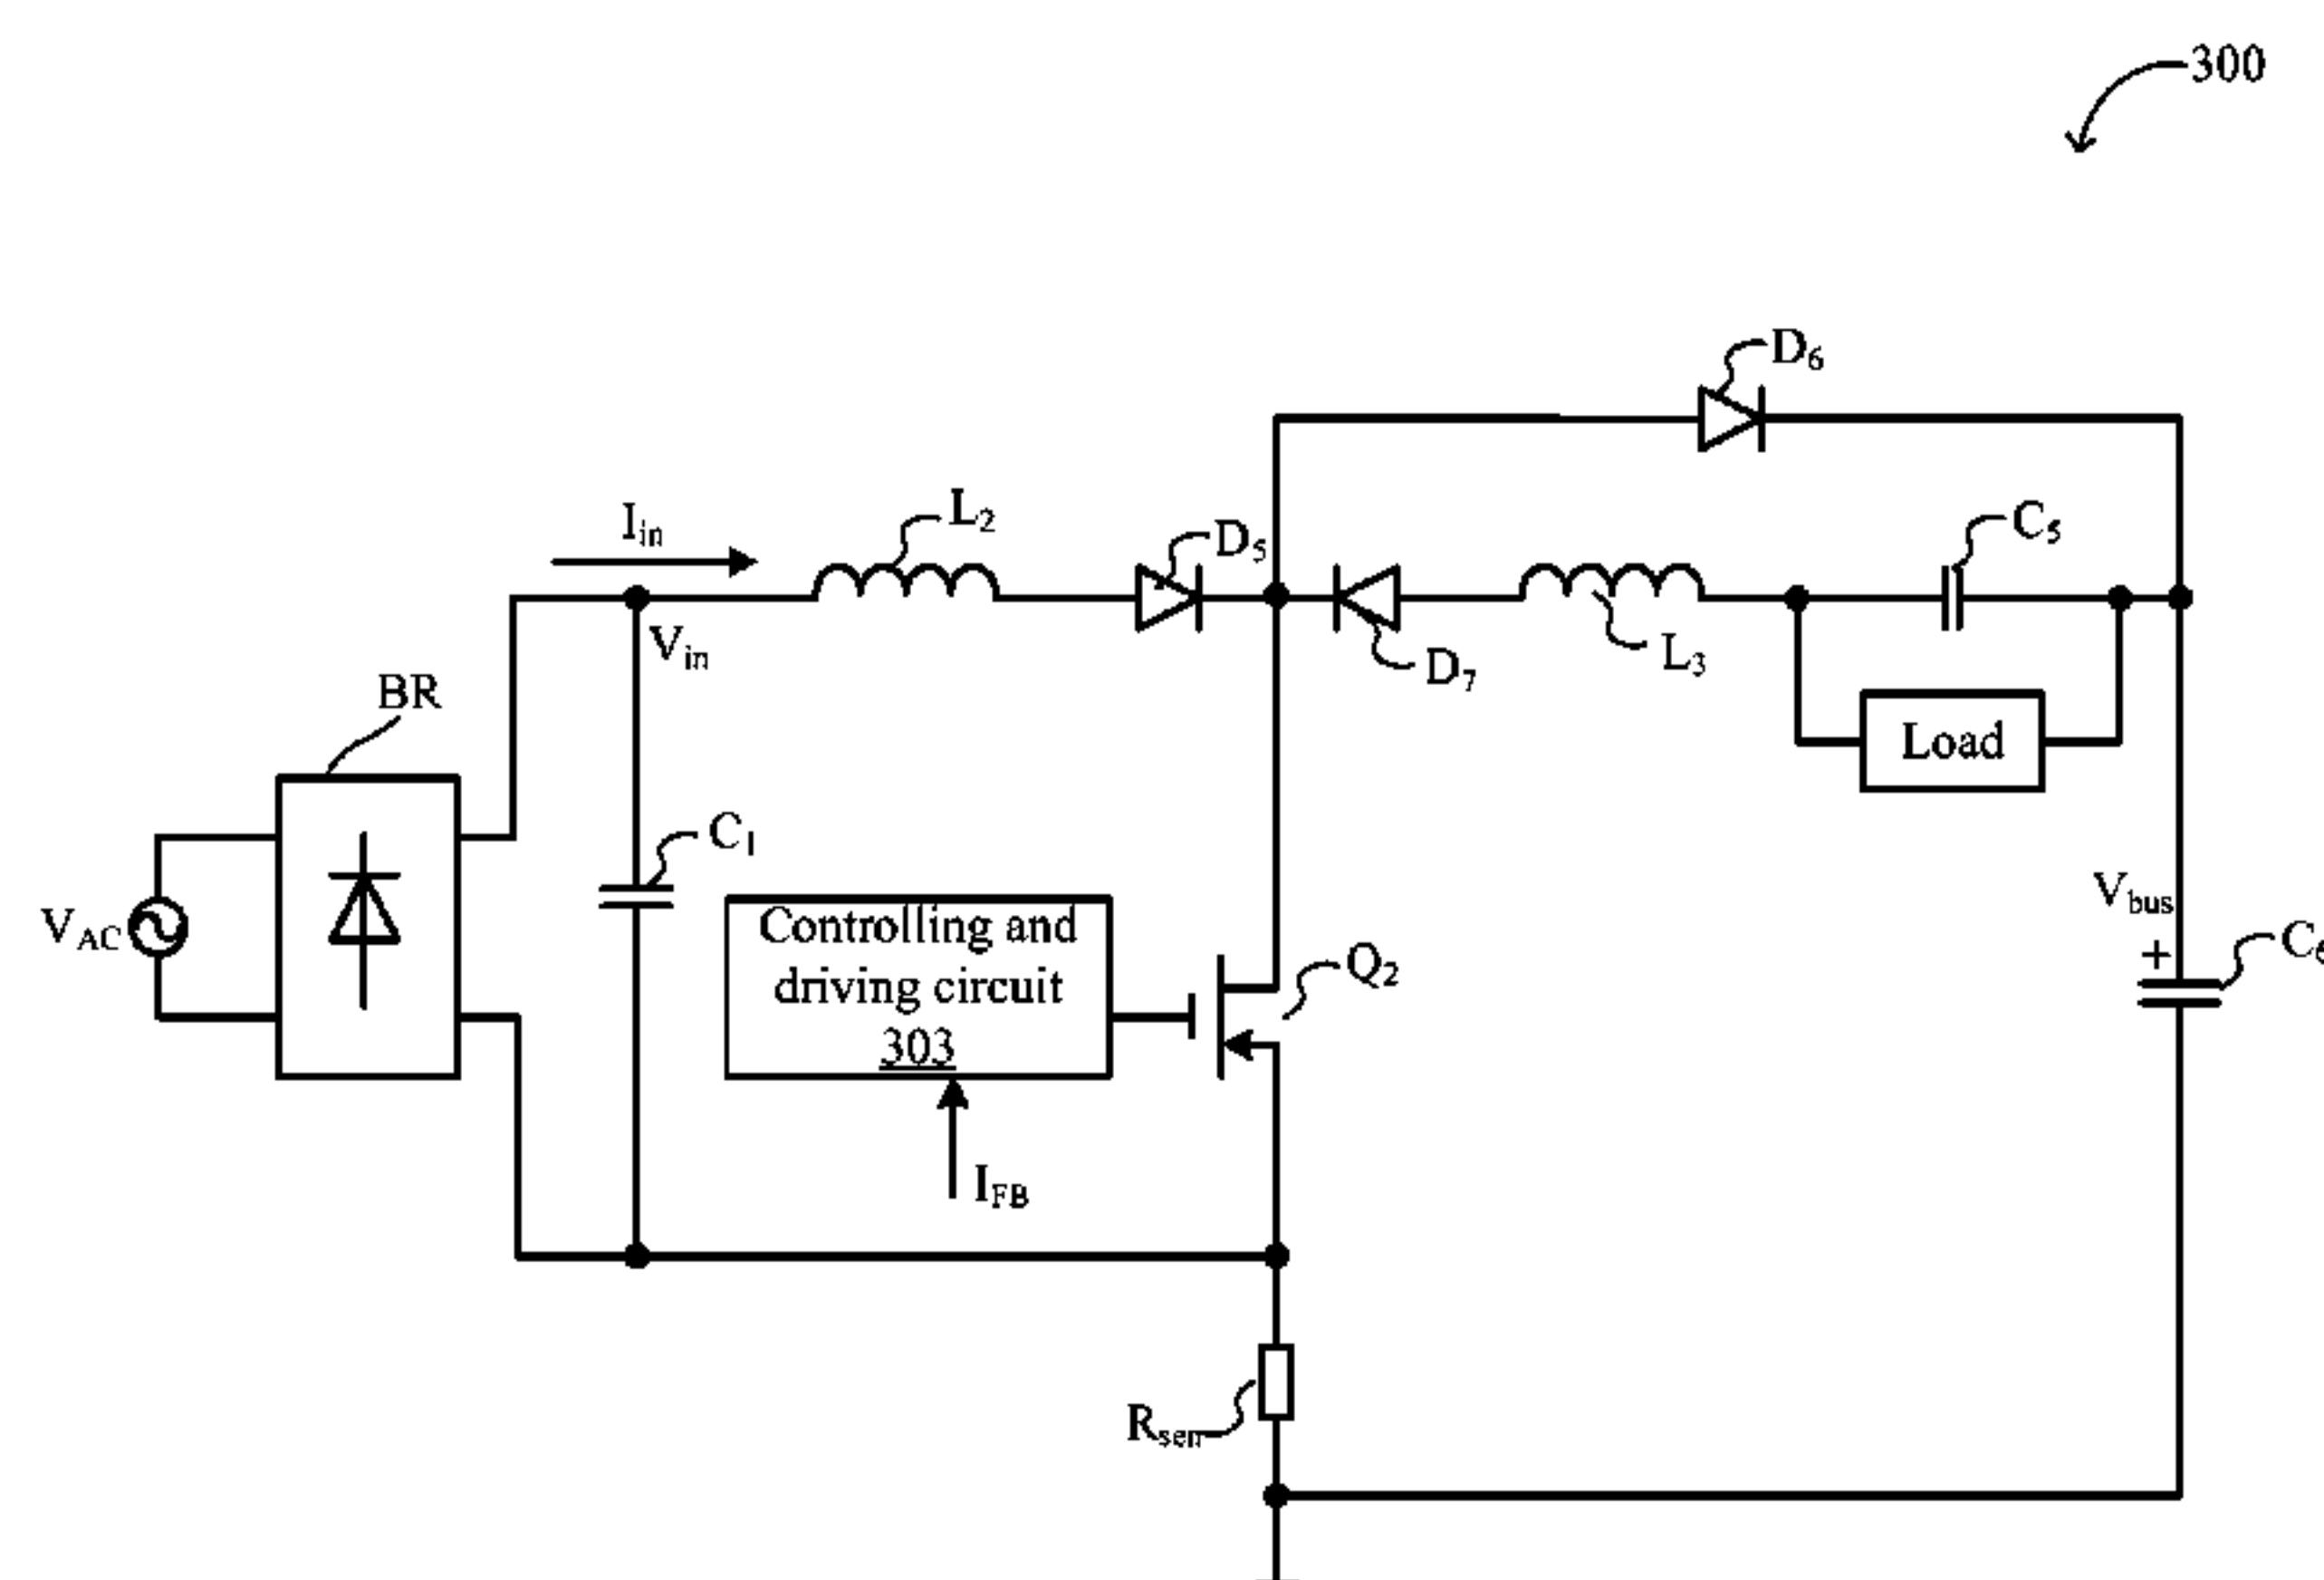 300
D6
Iin
L2
D5
C5
Vin
D7
L3
BR
Load
C1
VAC
Controlling and
driving circuit
303
Q2
Vbus
+
IFB
Rsen